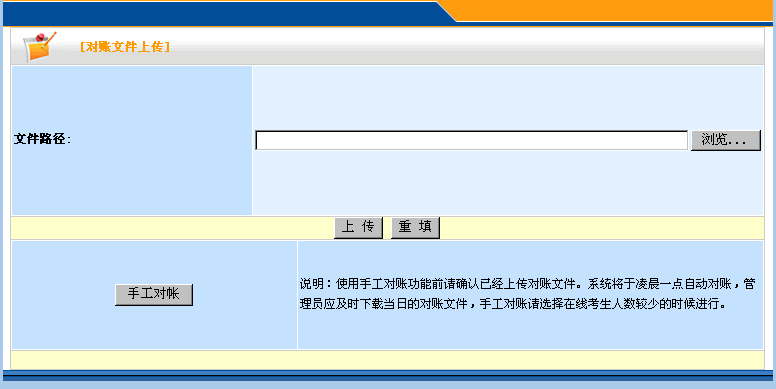 [对账文件上传]
文件路径:
浏览...
上 传 重 填
手工对帐
说明：使用手工对账功能前请确认已经上传对账文件。系统将于凌晨一点自动对账，管
理员应及时下载当日的对账文件，手工对账请选择在线考生人数较少的时候进行。